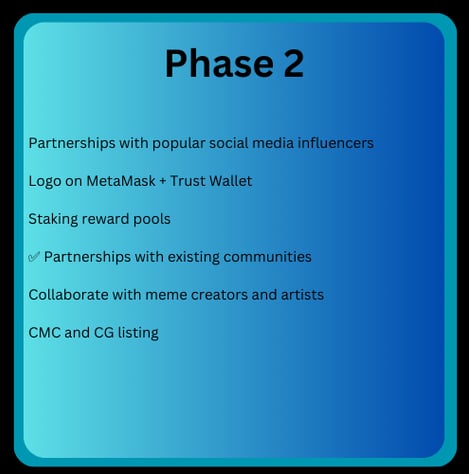 Phase 2
Partnerships with popular social media influencers
Logo on MetaMask + Trust Wallet
Staking reward pools
✅ Partnerships with existing communities
Collaborate with meme creators and artists
CMC and CG listing